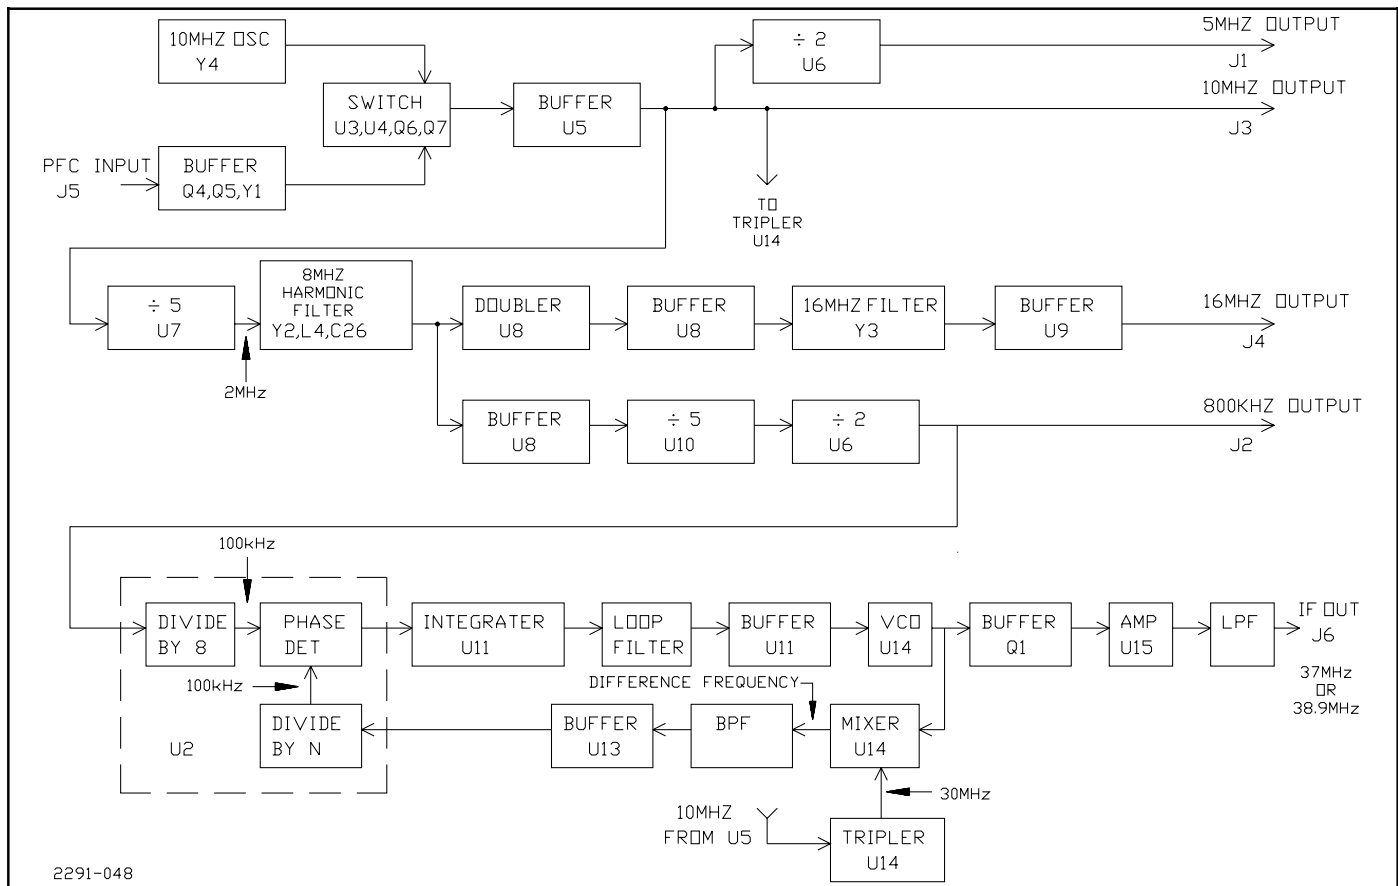 10MHZ OSC
Y4
÷ 2
U6
5MHZ OUTPUT
J1
SWITCH
U3,U4,Q6,Q7
BUFFER
U5
10MHZ OUTPUT
J3
PFC INPUT
J5
BUFFER
Q4,Q5,Y1
TO
TRIPLER
U14
÷ 5
U7
2MHz
8MHZ
HARMONIC
FILTER
Y2,L4,C26
DOUBLER
U8
BUFFER
U8
16MHZ FILTER
Y3
BUFFER
U9
16MHZ OUTPUT
J4
BUFFER
U8
÷ 5
U10
÷ 2
U6
800KHZ OUTPUT
J2
100kHz
DIVIDE
BY 8
PHASE
DET
INTEGRATER
U11
LOOP
FILTER
BUFFER
U11
VCO
U14
BUFFER
Q1
AMP
U15
LPF
IF OUT
J6
37MHz
OR
38.9MHz
100kHz
DIFFERENCE FREQUENCY
U2
DIVIDE
BY N
BUFFER
U13
BPF
MIXER
U14
30MHz
10MHZ
FROM U5
TRIPLER
U14
2291-048